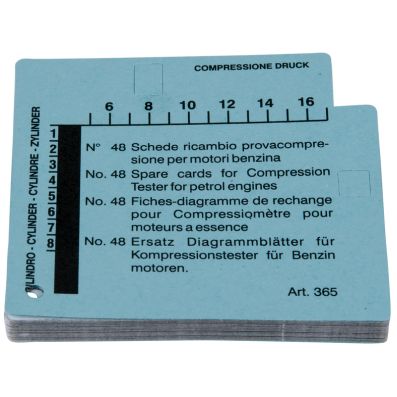 COMPRESSIONE DRUCK
6 8 10 12 14 16
1
2
3
4
5
6
7
8
CILINDRO - CYLINDER - CYLINDRE - ZYLINDER
N° 48 Schede ricambio provacompre-
sione per motori benzina
No. 48 Spare cards for Compression
Tester for petrol engines
No. 48 Fiches-diagramme de rechange
pour Compressiomètre pour
moteurs a essence
No. 48 Ersatz Diagrammblätter für
Kompressionstester für Benzin
motoren.
Art. 365